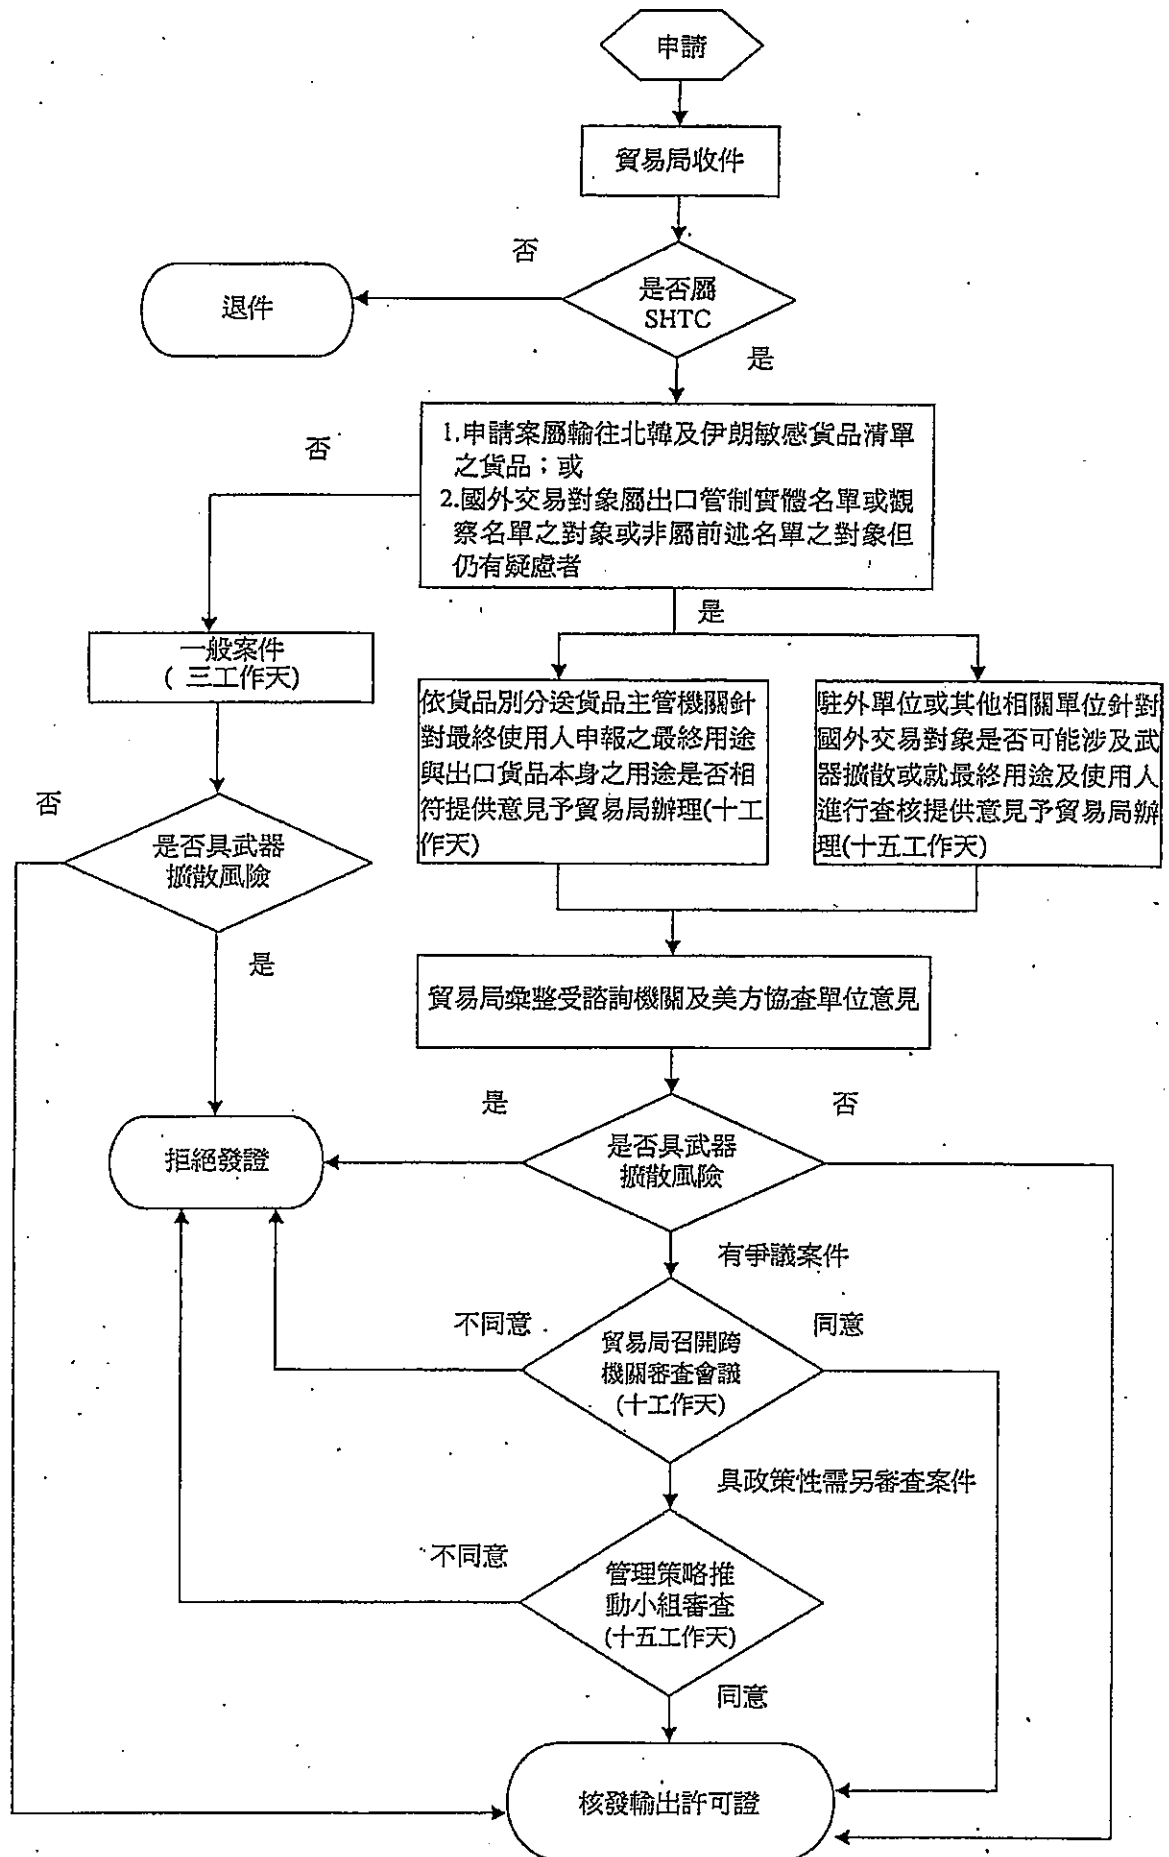 申請
貿易局收件
否
退件
是否屬
SHTC
是
否
1.申請案屬輸往北韓及伊朗敏感貨品清單
之貨品；或
2.國外交易對象屬出口管制實體名單或觀
察名單之對象或非屬前述名單之對象但
仍有疑慮者
是
一般案件
( 三工作天)
依貨品別分送貨品主管機關針
對最終使用人申報之最終用途
與出口貨品本身之用途是否相
符提供意見予貿易局辦理(十工
作天)
駐外單位或其他相關單位針對
國外交易對象是否可能涉及武
器擴散或就最終用途及使用人
進行查核提供意見予貿易局辦
理(十五工作天)
否
是否具武器
擴散風險
是
貿易局彙整受諮詢機關及美方協查單位意見
是
否
拒絕發證
是否具武器
擴散風險
有爭議案件
不同意
同意
貿易局召開跨
機關審查會議
(十工作天)
具政策性需另審查案件
不同意
管理策略推
動小組審查
(十五工作天)
同意
核發輸出許可證